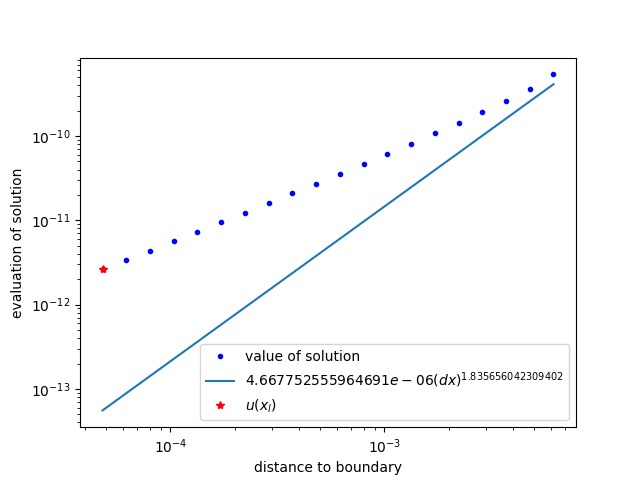 10⁻¹⁰
10⁻¹¹
10⁻¹²
10⁻¹³
evaluation of solution
value of solution
4.667752555964691e − 06(dx)^1.835656042309402
u(x_l)
10⁻⁴
10⁻³
distance to boundary